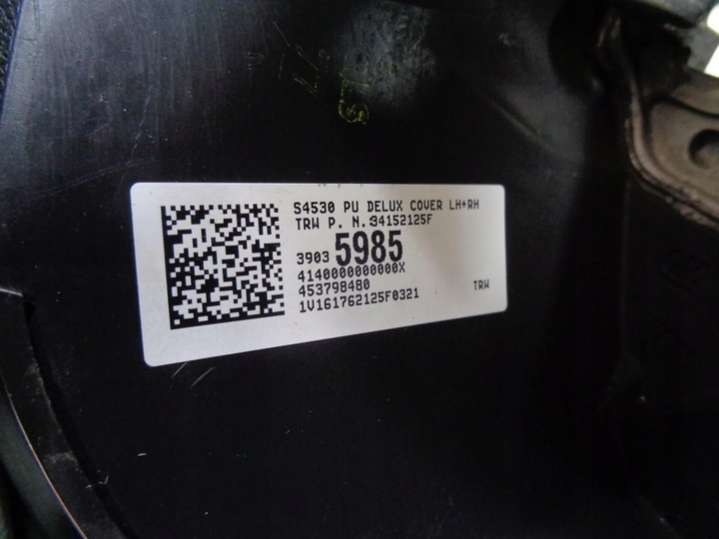 S4530 PU DELUX COVER LH+RH
TRW P. N.34152125F
3903 5985
4140000000000X
453798480
TRW
1V161762125F0321